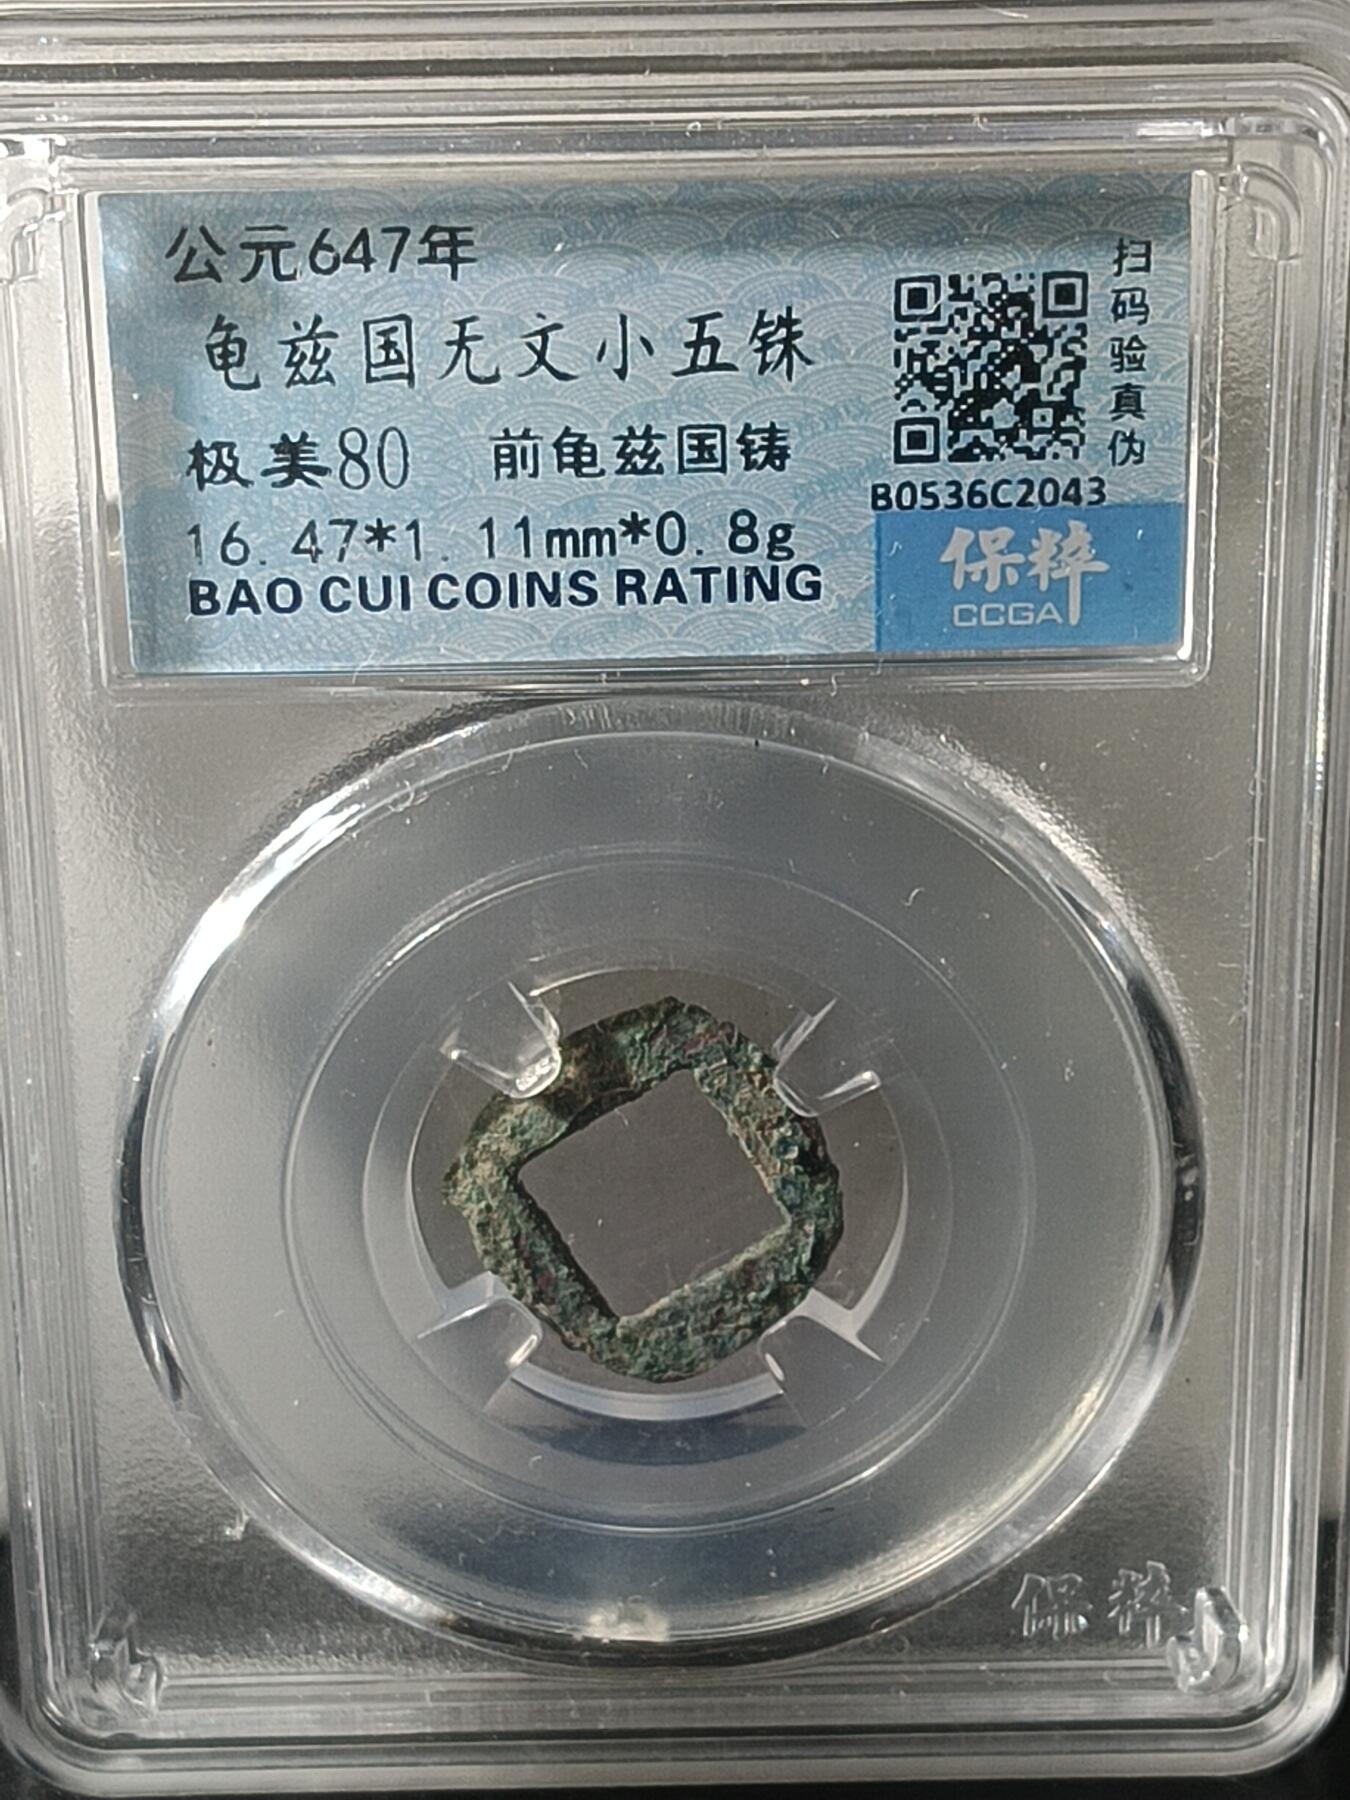 公元647年
龟兹国无文小五铢
极美80 前龟兹国铸
16.47*1.11mm*0.8g
BAO CUI COINS RATING
扫码验真伪
B0536C2043
保粹
CCGA
保粹